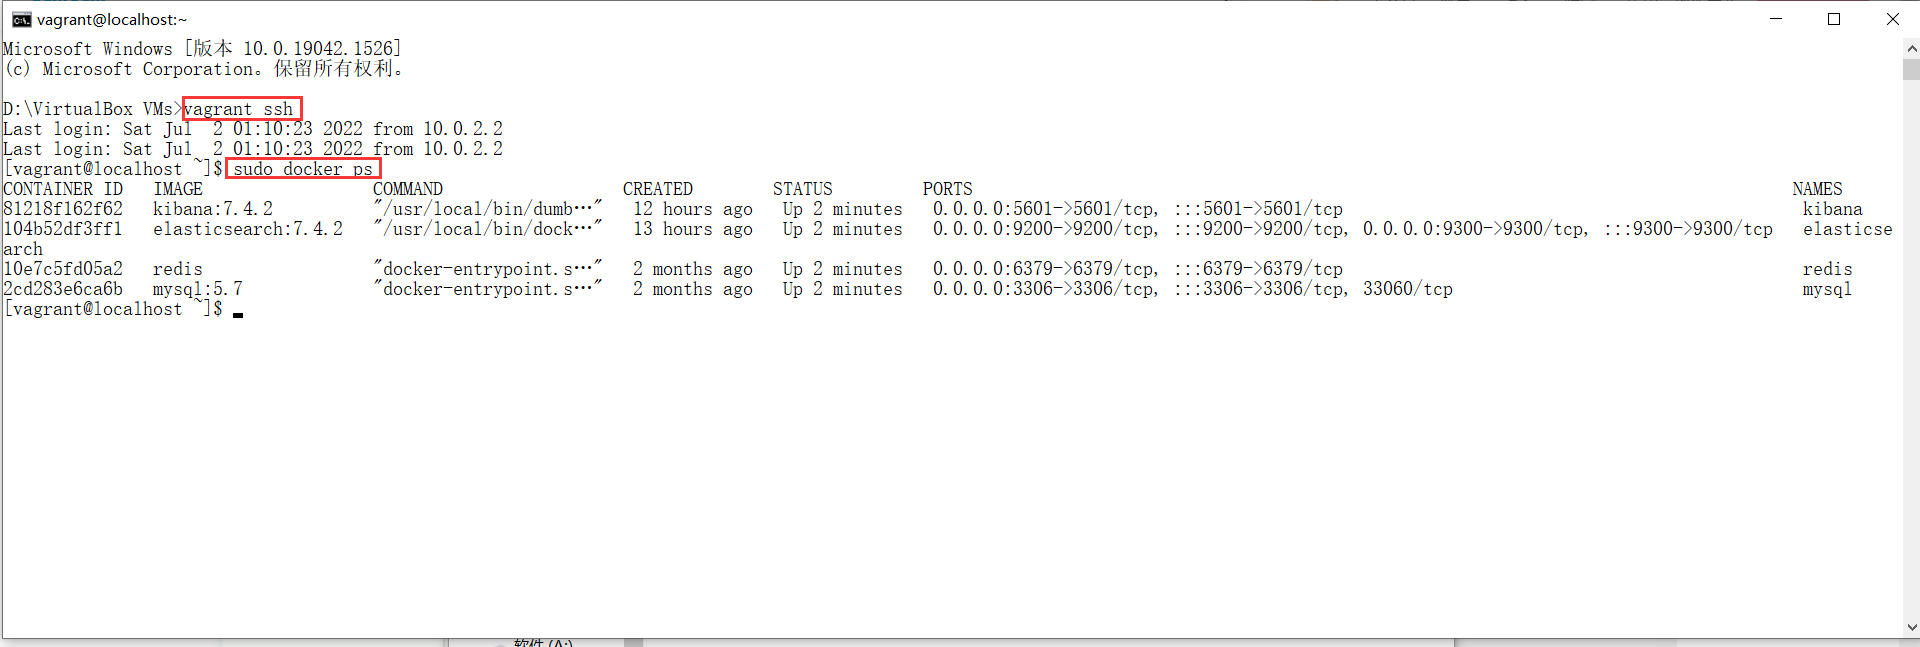 vagrant@localhost:~
Microsoft Windows [版本 10.0.19042.1526]
(c) Microsoft Corporation。保留所有权利。
D:\VirtualBox VMs>vagrant ssh
Last login: Sat Jul  2 01:10:23 2022 from 10.0.2.2
Last login: Sat Jul  2 01:10:23 2022 from 10.0.2.2
[vagrant@localhost ~]$ sudo docker ps
CONTAINER ID   IMAGE                 COMMAND                  CREATED        STATUS         PORTS                                                                                  NAMES
81218f162f62   kibana:7.4.2          "/usr/local/bin/dumb…"   12 hours ago   Up 2 minutes   0.0.0.0:5601->5601/tcp, :::5601->5601/tcp                                              kibana
104b52df3ff1   elasticsearch:7.4.2   "/usr/local/bin/dock…"   13 hours ago   Up 2 minutes   0.0.0.0:9200->9200/tcp, :::9200->9200/tcp, 0.0.0.0:9300->9300/tcp, :::9300->9300/tcp   elasticse
arch
10e7c5fd05a2   redis                 "docker-entrypoint.s…"   2 months ago   Up 2 minutes   0.0.0.0:6379->6379/tcp, :::6379->6379/tcp                                              redis
2cd283e6ca6b   mysql:5.7             "docker-entrypoint.s…"   2 months ago   Up 2 minutes   0.0.0.0:3306->3306/tcp, :::3306->3306/tcp, 33060/tcp                                   mysql
[vagrant@localhost ~]$
软件 (A:)